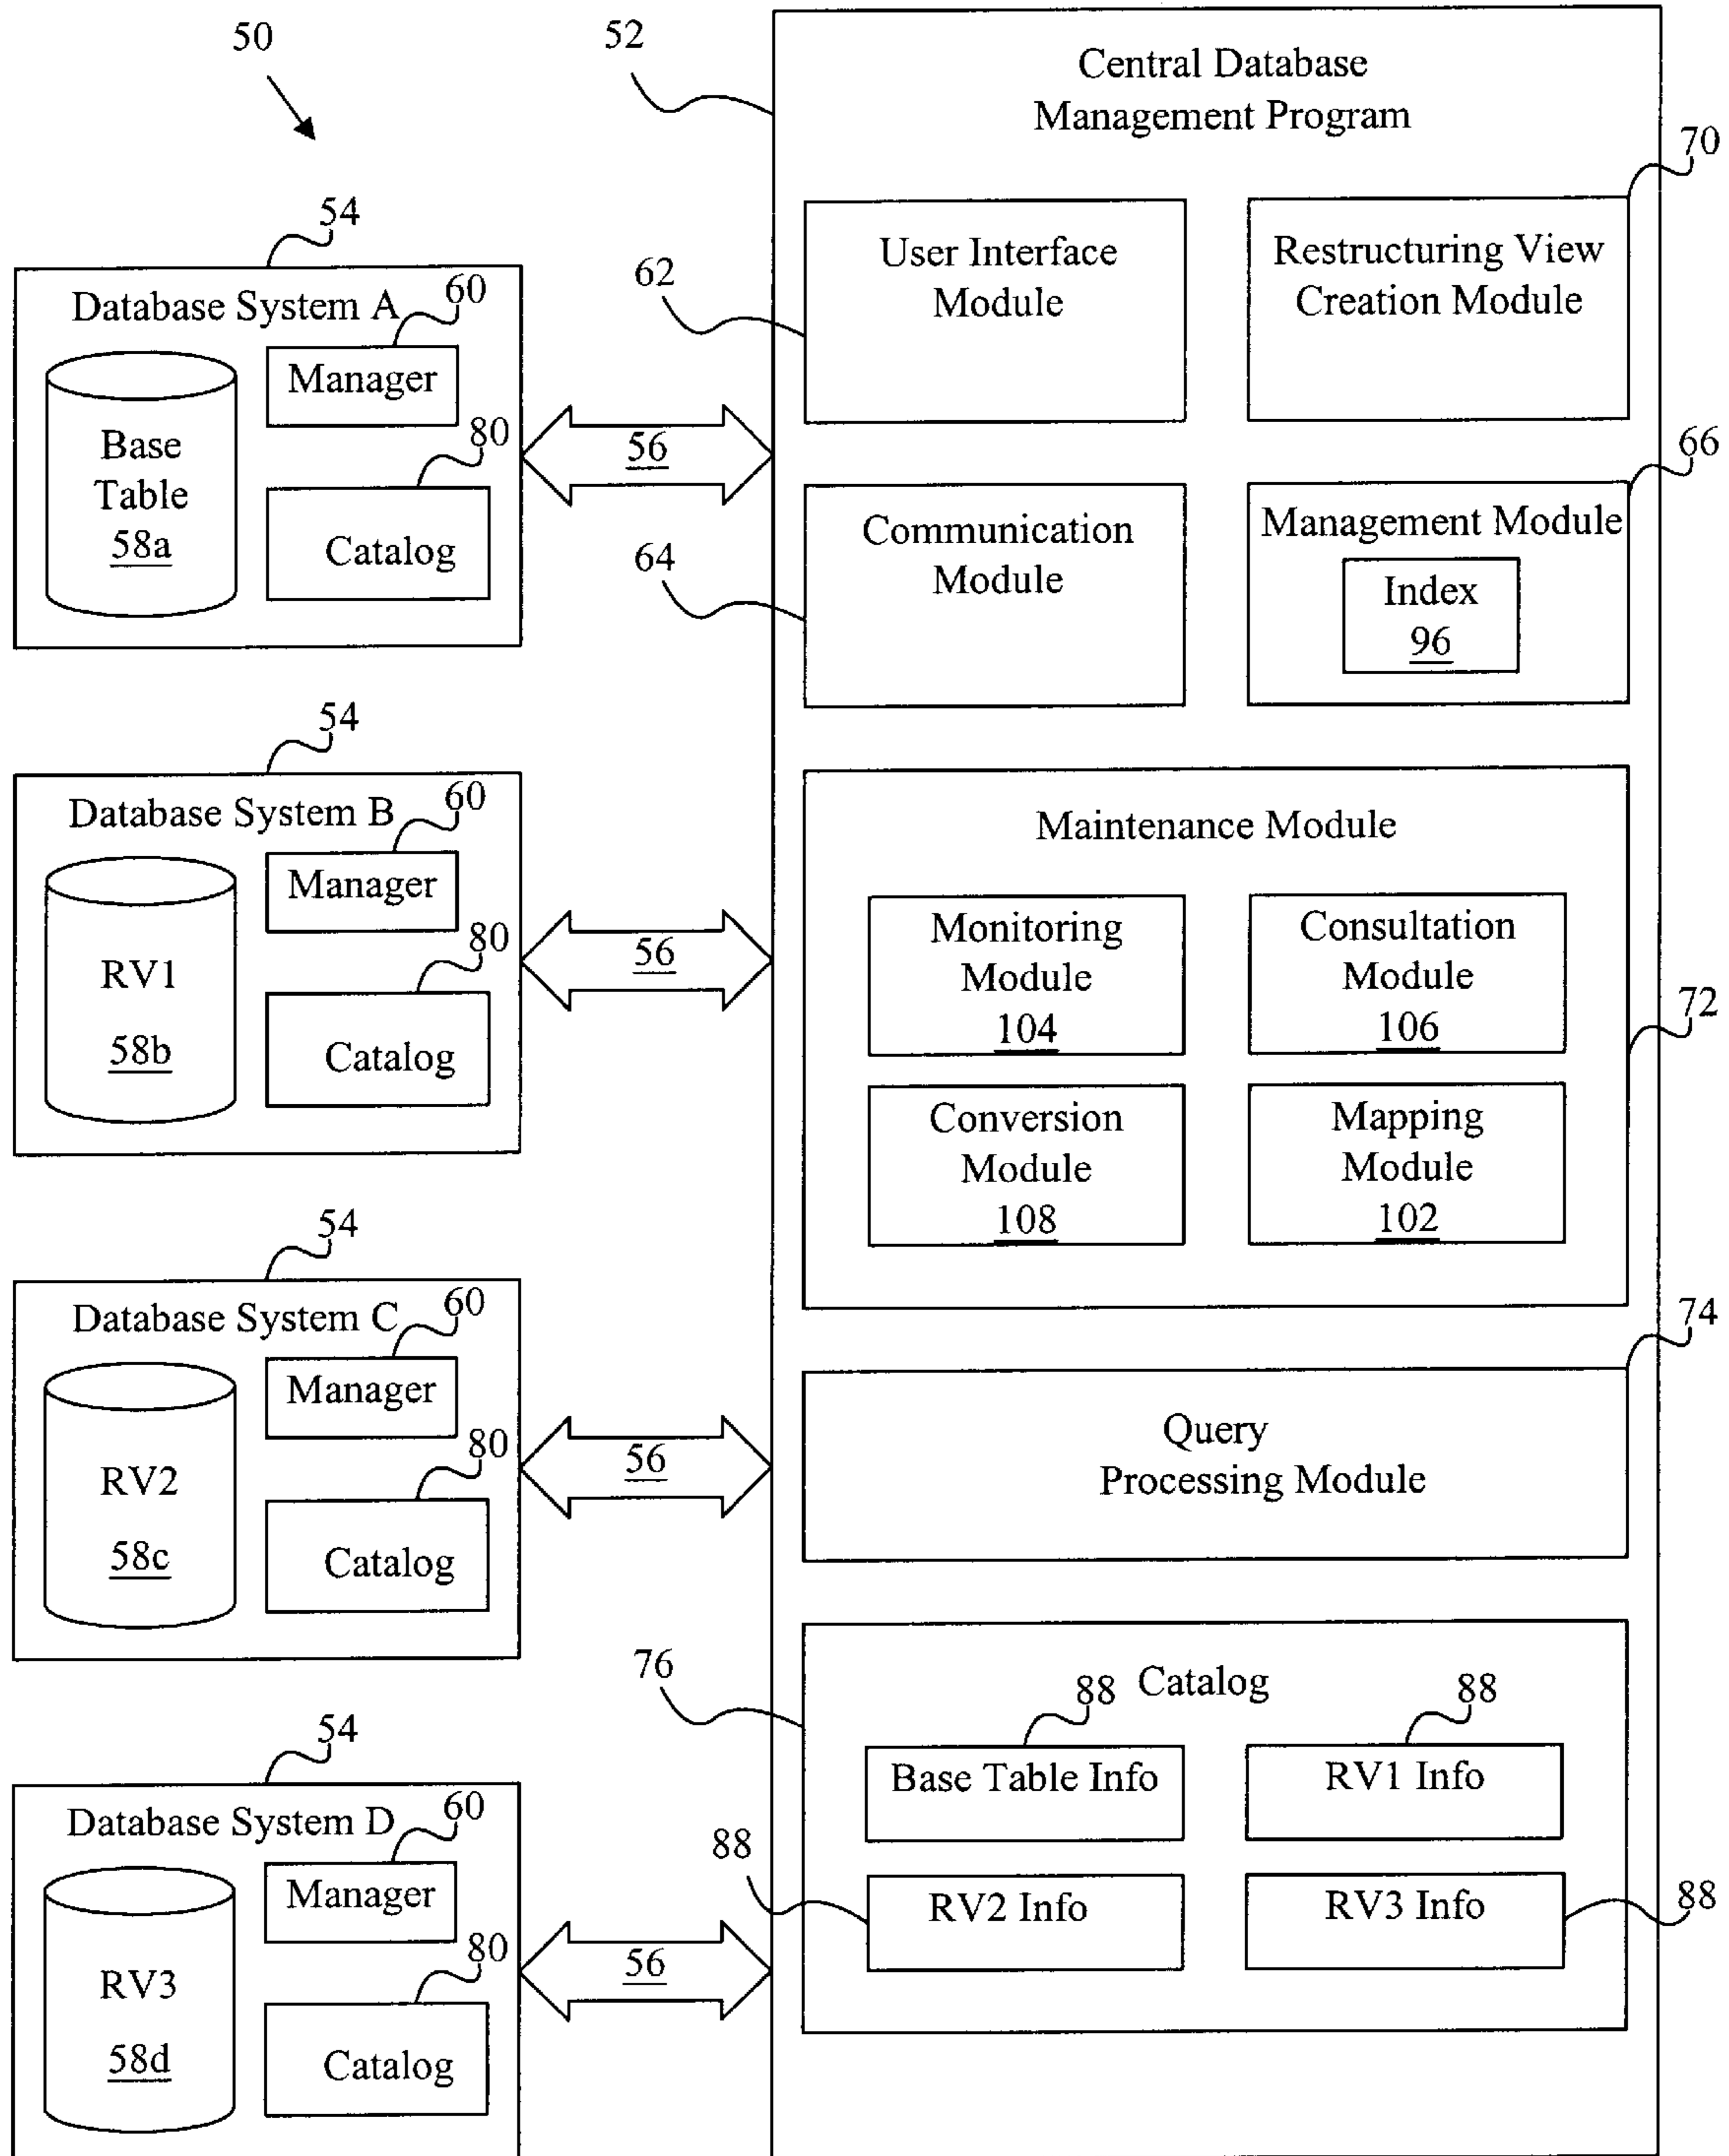 50
52
Central Database
Management Program
70
54
62
User Interface
Module
Restructuring View
Creation Module
Database System A
60
Manager
80
Base
Table
58a
Catalog
56
66
64
Communication
Module
Management Module
Index
96
54
Database System B
60
Manager
80
RV1
58b
Catalog
56
Maintenance Module
Monitoring
Module
104
Consultation
Module
106
72
Conversion
Module
108
Mapping
Module
102
54
Database System C
60
Manager
80
RV2
58c
Catalog
56
74
Query
Processing Module
76
Catalog
88
88
Base Table Info
RV1 Info
88
RV2 Info
RV3 Info
88
54
Database System D
60
Manager
80
RV3
58d
Catalog
56